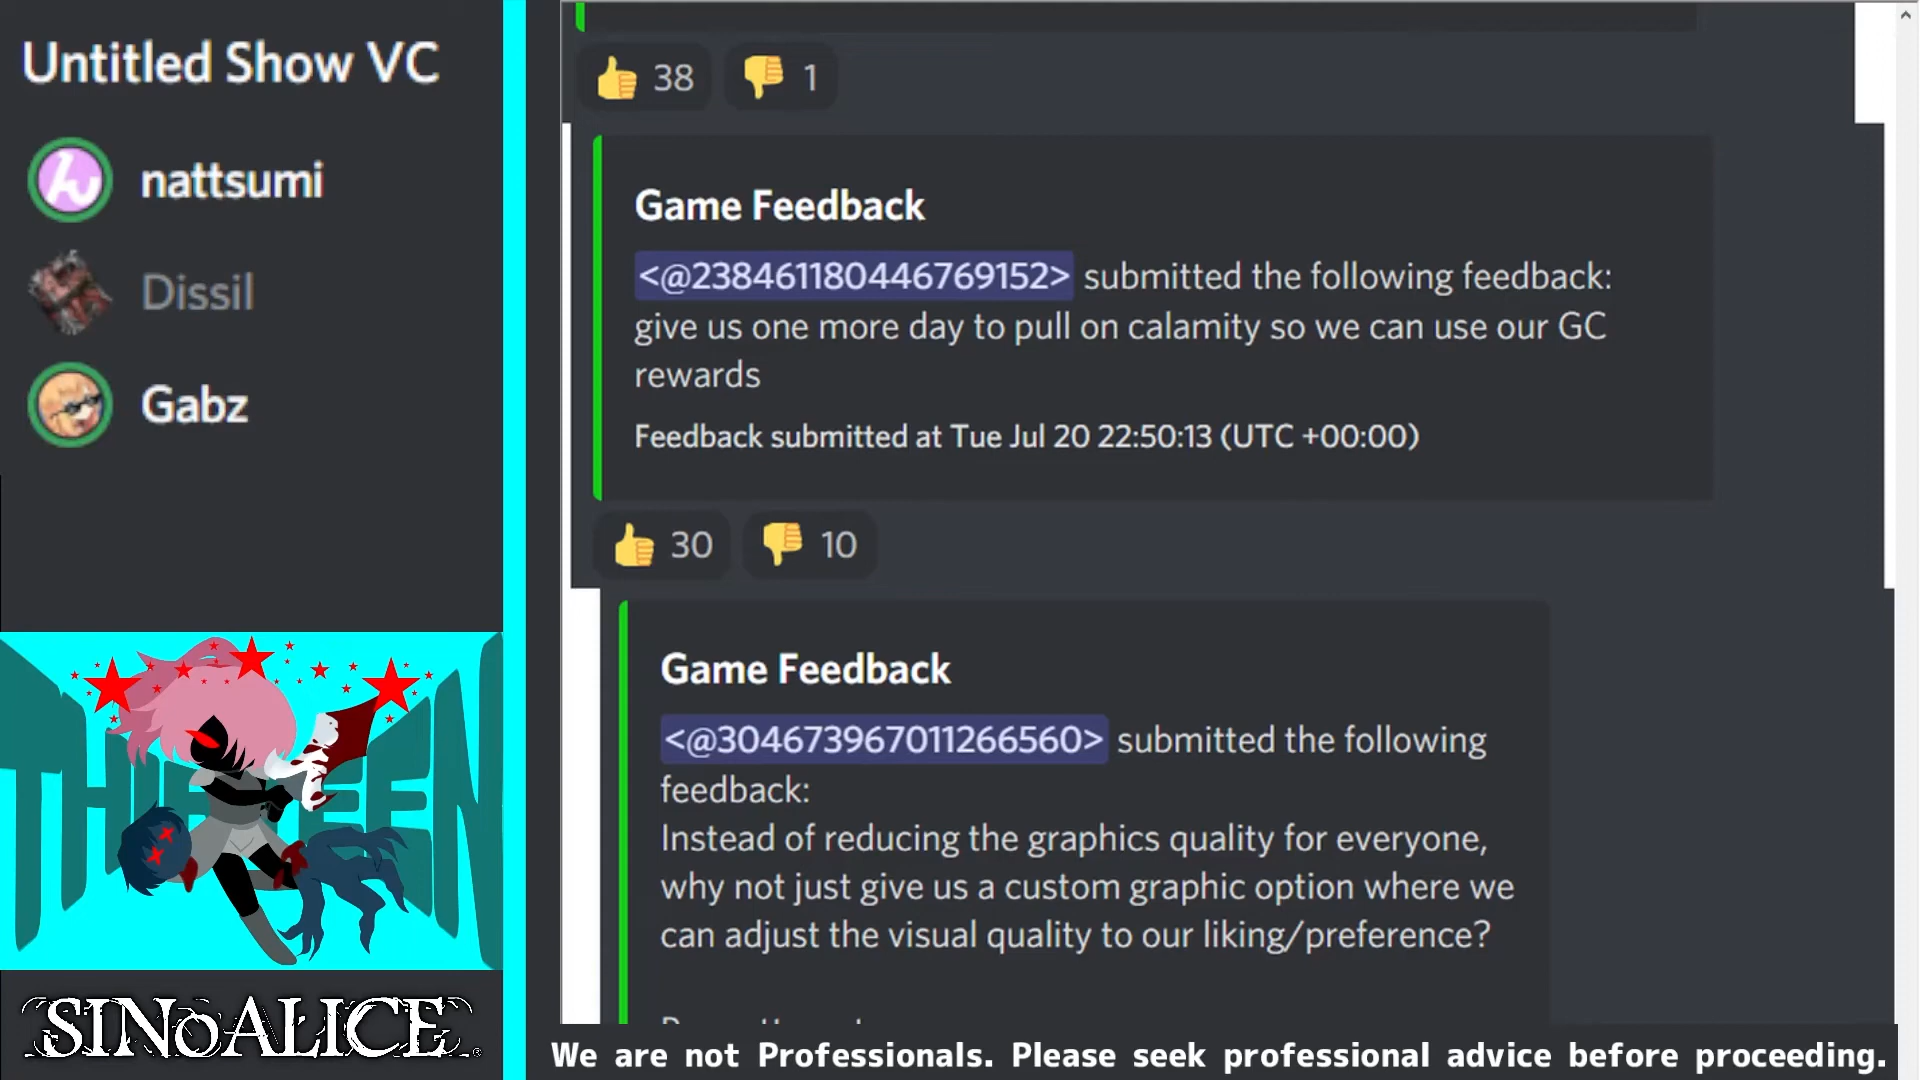 Untitled Show VC
nattsumi
Dissil
Gabz
THIRTEEN
SINoALICE
38 1
Game Feedback
<@238461180446769152> submitted the following feedback:
give us one more day to pull on calamity so we can use our GC
rewards
Feedback submitted at Tue Jul 20 22:50:13 (UTC +00:00)
30 10
Game Feedback
<@304673967011266560> submitted the following
feedback:
Instead of reducing the graphics quality for everyone,
why not just give us a custom graphic option where we
can adjust the visual quality to our liking/preference?
We are not Professionals. Please seek professional advice before proceeding.